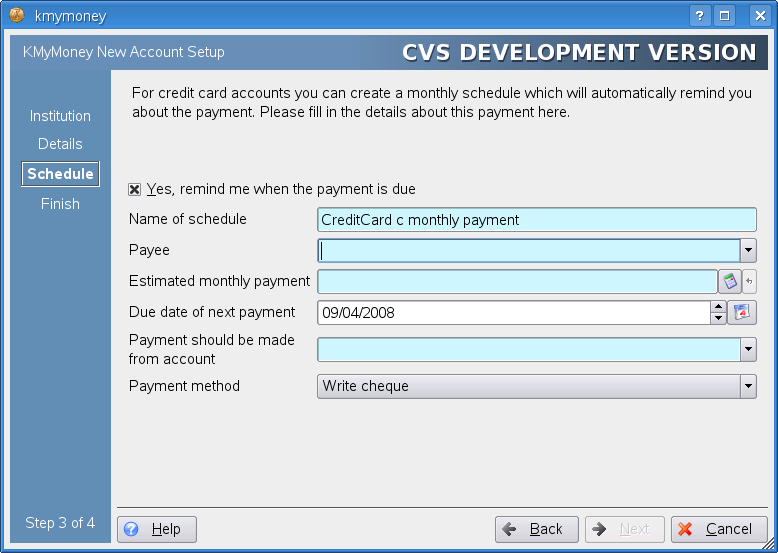 kmymoney
KMyMoney New Account Setup
CVS DEVELOPMENT VERSION
Institution
Details
Schedule
Finish
Step 3 of 4
For credit card accounts you can create a monthly schedule which will automatically remind you
about the payment. Please fill in the details about this payment here.
Yes, remind me when the payment is due
Name of schedule
CreditCard c monthly payment
Payee
Estimated monthly payment
Due date of next payment
09/04/2008
Payment should be made
from account
Payment method
Write cheque
Help
Back
Next
Cancel